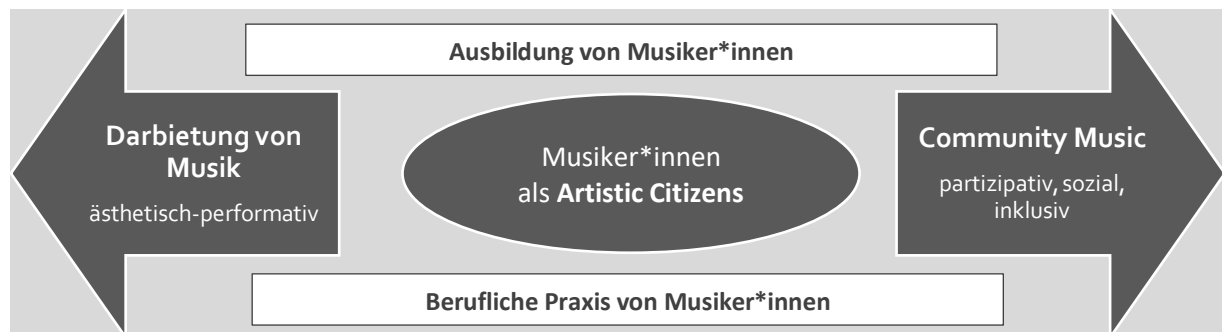 Ausbildung von Musiker*innen
Darbietung von
Musik
ästhetisch-performativ
Musiker*innen
als Artistic Citizens
Community Music
partizipativ, sozial,
inklusiv
Berufliche Praxis von Musiker*innen